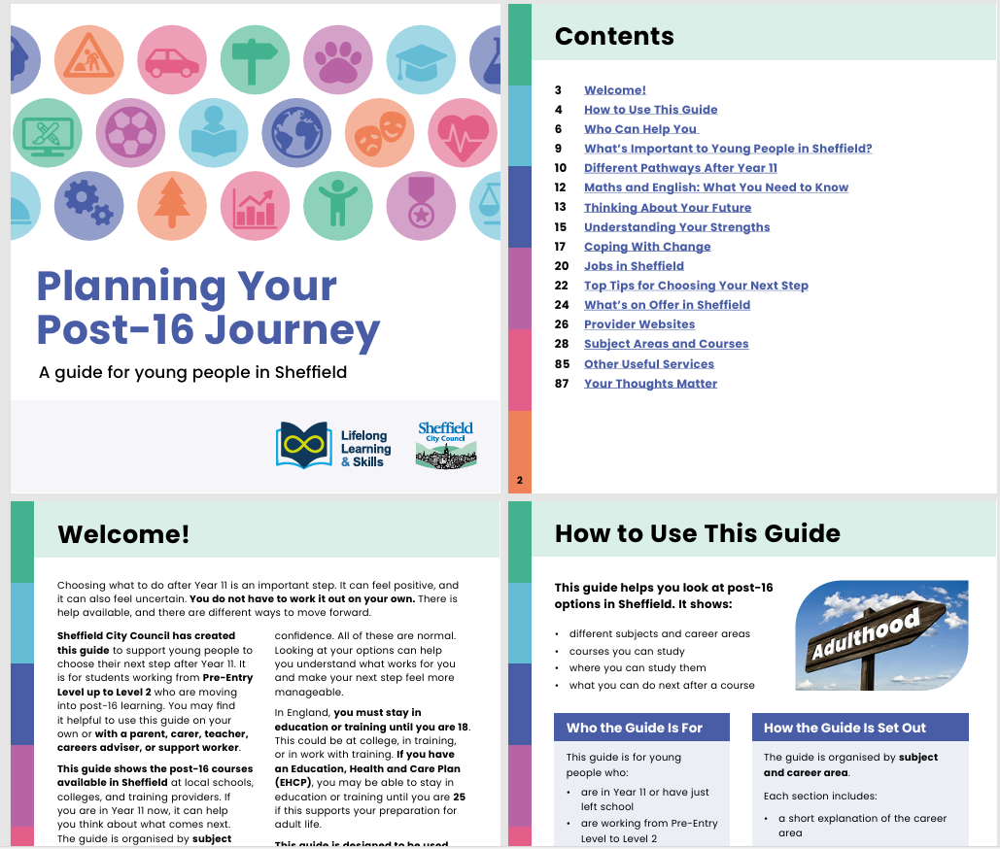 Planning Your
Post-16 Journey
A guide for young people in Sheffield
Lifelong
Learning
& Skills
Sheffield
City Council
Contents
3 Welcome!
4 How to Use This Guide
6 Who Can Help You
9 What's Important to Young People in Sheffield?
10 Different Pathways After Year 11
12 Maths and English: What You Need to Know
13 Thinking About Your Future
15 Understanding Your Strengths
17 Coping With Change
20 Jobs in Sheffield
22 Top Tips for Choosing Your Next Step
24 What's on Offer in Sheffield
26 Provider Websites
28 Subject Areas and Courses
85 Other Useful Services
87 Your Thoughts Matter
2
Welcome!
Choosing what to do after Year 11 is an important step. It can feel positive, and
it can also feel uncertain. You do not have to work it out on your own. There is
help available, and there are different ways to move forward.
Sheffield City Council has created
this guide to support young people to
choose their next step after Year 11. It
is for students working from Pre-Entry
Level up to Level 2 who are moving
into post-16 learning. You may find
it helpful to use this guide on your
own or with a parent, carer, teacher,
careers adviser, or support worker.
This guide shows the post-16 courses
available in Sheffield at local schools,
colleges, and training providers. If
you are in Year 11 now, it can help
you think about what comes next.
The guide is organised by subject
confidence. All of these are normal.
Looking at your options can help
you understand what works for you
and make your next step feel more
manageable.
In England, you must stay in
education or training until you are 18.
This could be at college, in training,
or in work with training. If you have
an Education, Health and Care Plan
(EHCP), you may be able to stay in
education or training until you are 25
if this supports your preparation for
adult life.
This guide is designed to be used
How to Use This Guide
This guide helps you look at post-16
options in Sheffield. It shows:
• different subjects and career areas
• courses you can study
• where you can study them
• what you can do next after a course
Adulthood
Who the Guide Is For
This guide is for young
people who:
• are in Year 11 or have just
left school
• are working from Pre-Entry
Level to Level 2
How the Guide Is Set Out
The guide is organised by subject
and career area.
Each section includes:
• a short explanation of the career
area